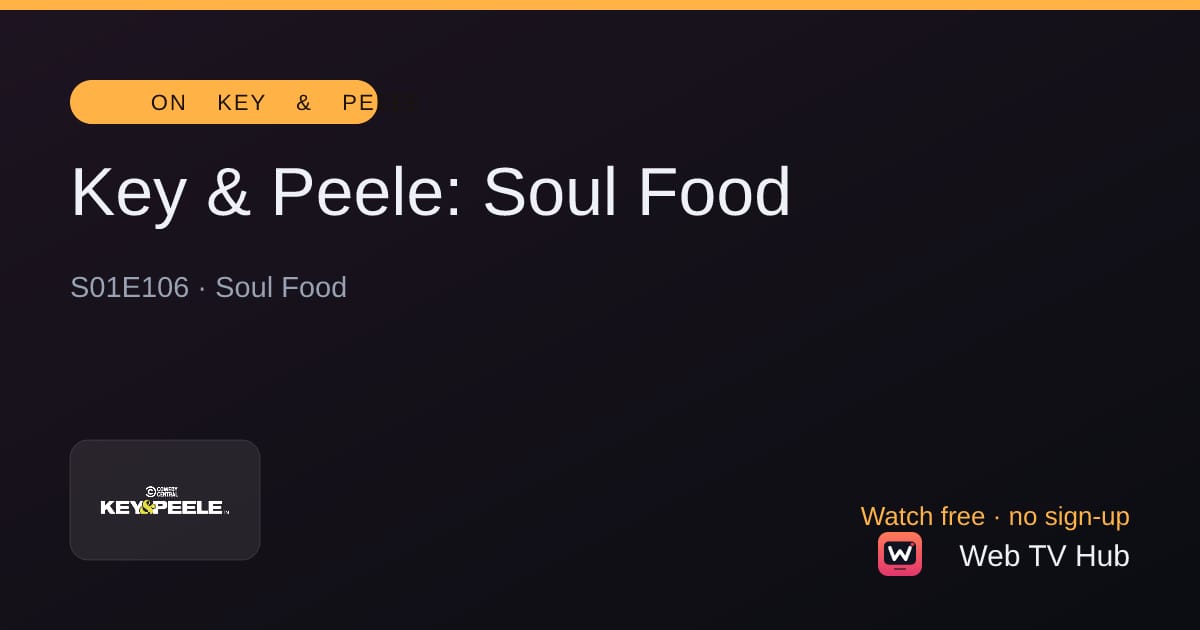 ON KEY & PE
Key & Peele: Soul Food
S01E106 · Soul Food
COMEDY
CENTRAL
KEY&PEELE
Watch free · no sign-up
W
Web TV Hub